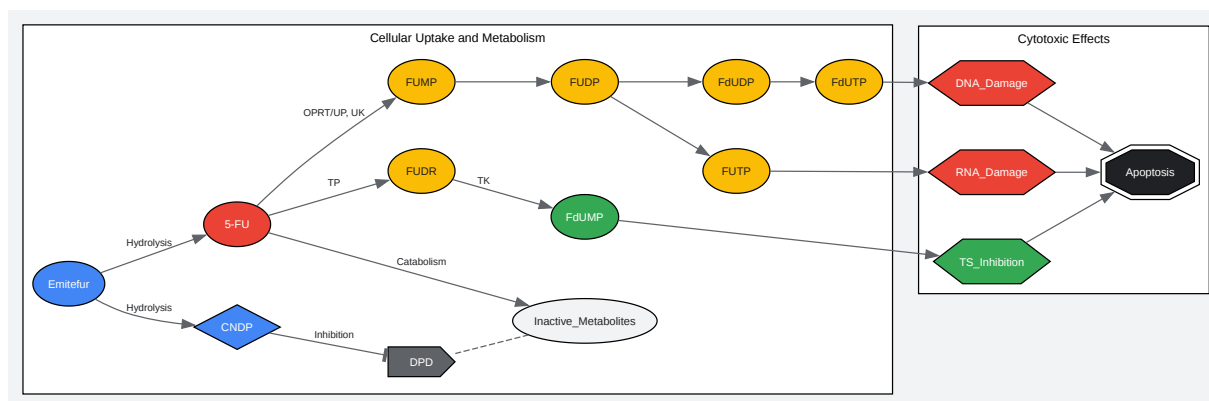 Cellular Uptake and Metabolism
Cytotoxic Effects
FUMP
FUDP
FdUDP
FdUTP
DNA_Damage
OPRT/UP, UK
FUDR
TP
TK
FUTP
RNA_Damage
Apoptosis
5-FU
FdUMP
Hydrolysis
Catabolism
TS_Inhibition
Emitefur
Hydrolysis
CNDP
Inhibition
Inactive_Metabolites
DPD